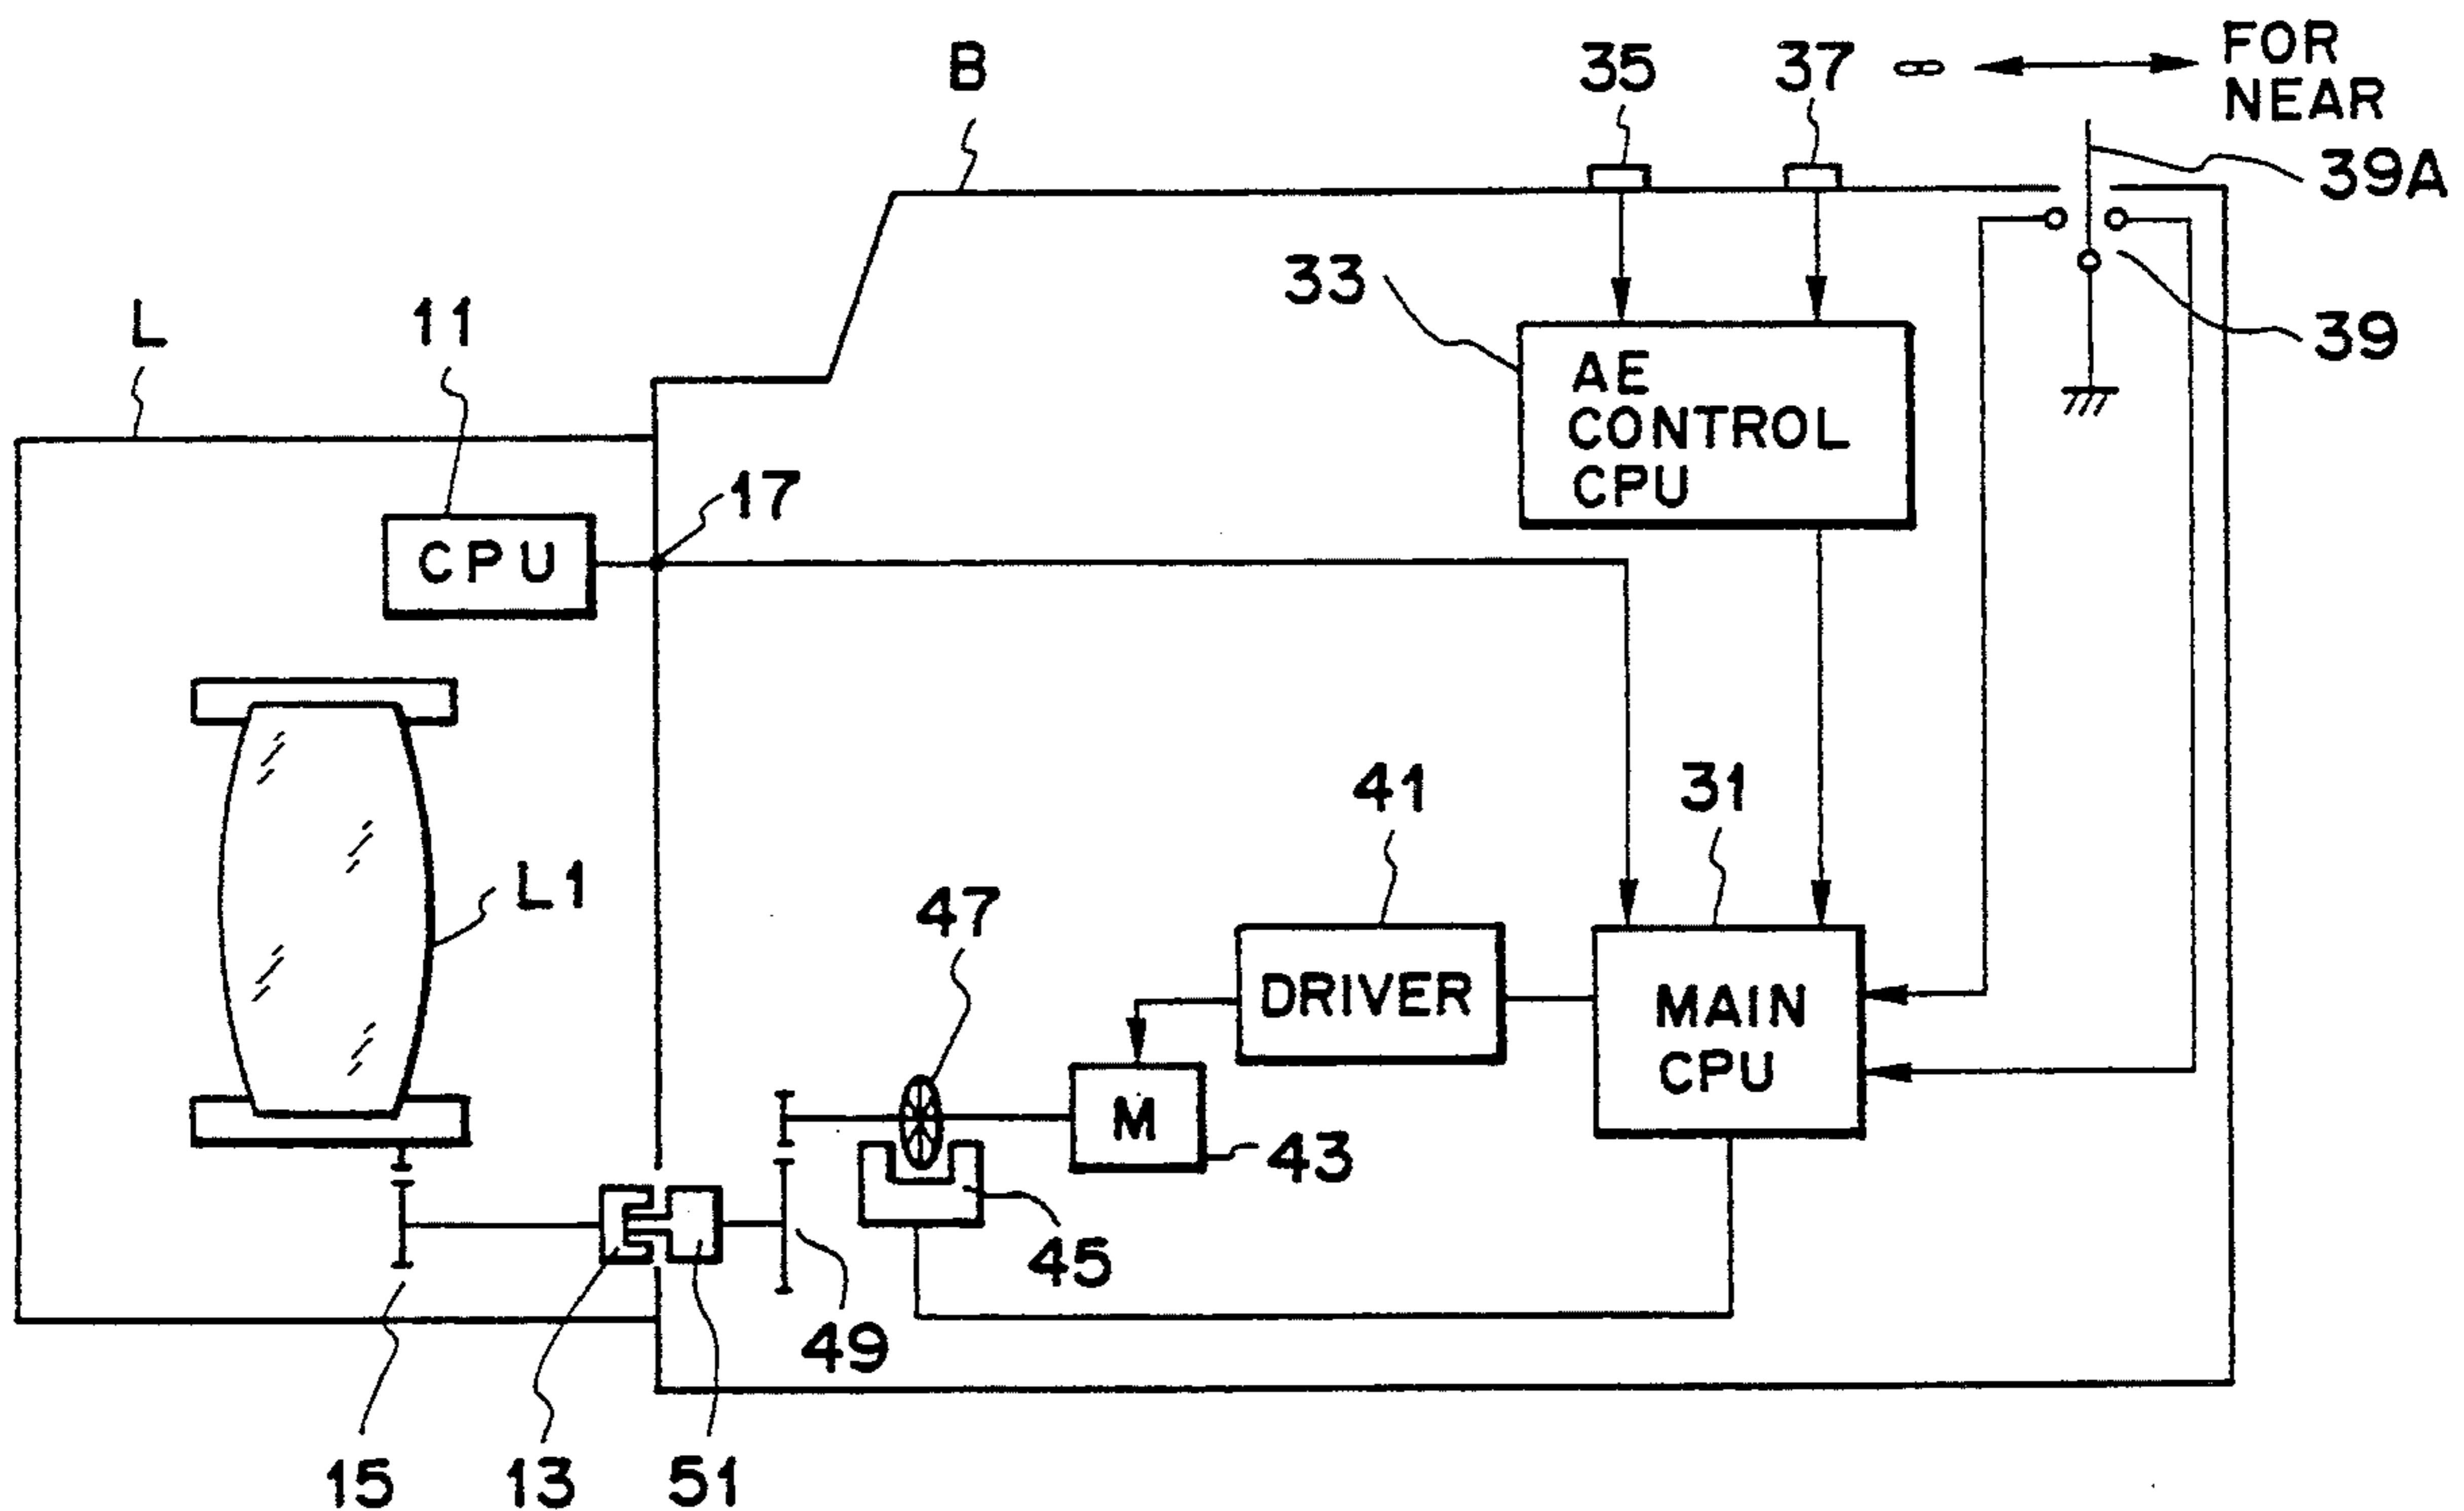 B
35
37
∞
FOR
NEAR
39A
33
39
L
11
AE
CONTROL
CPU
17
CPU
41
31
L1
47
DRIVER
MAIN
CPU
M
43
45
49
15
13
51